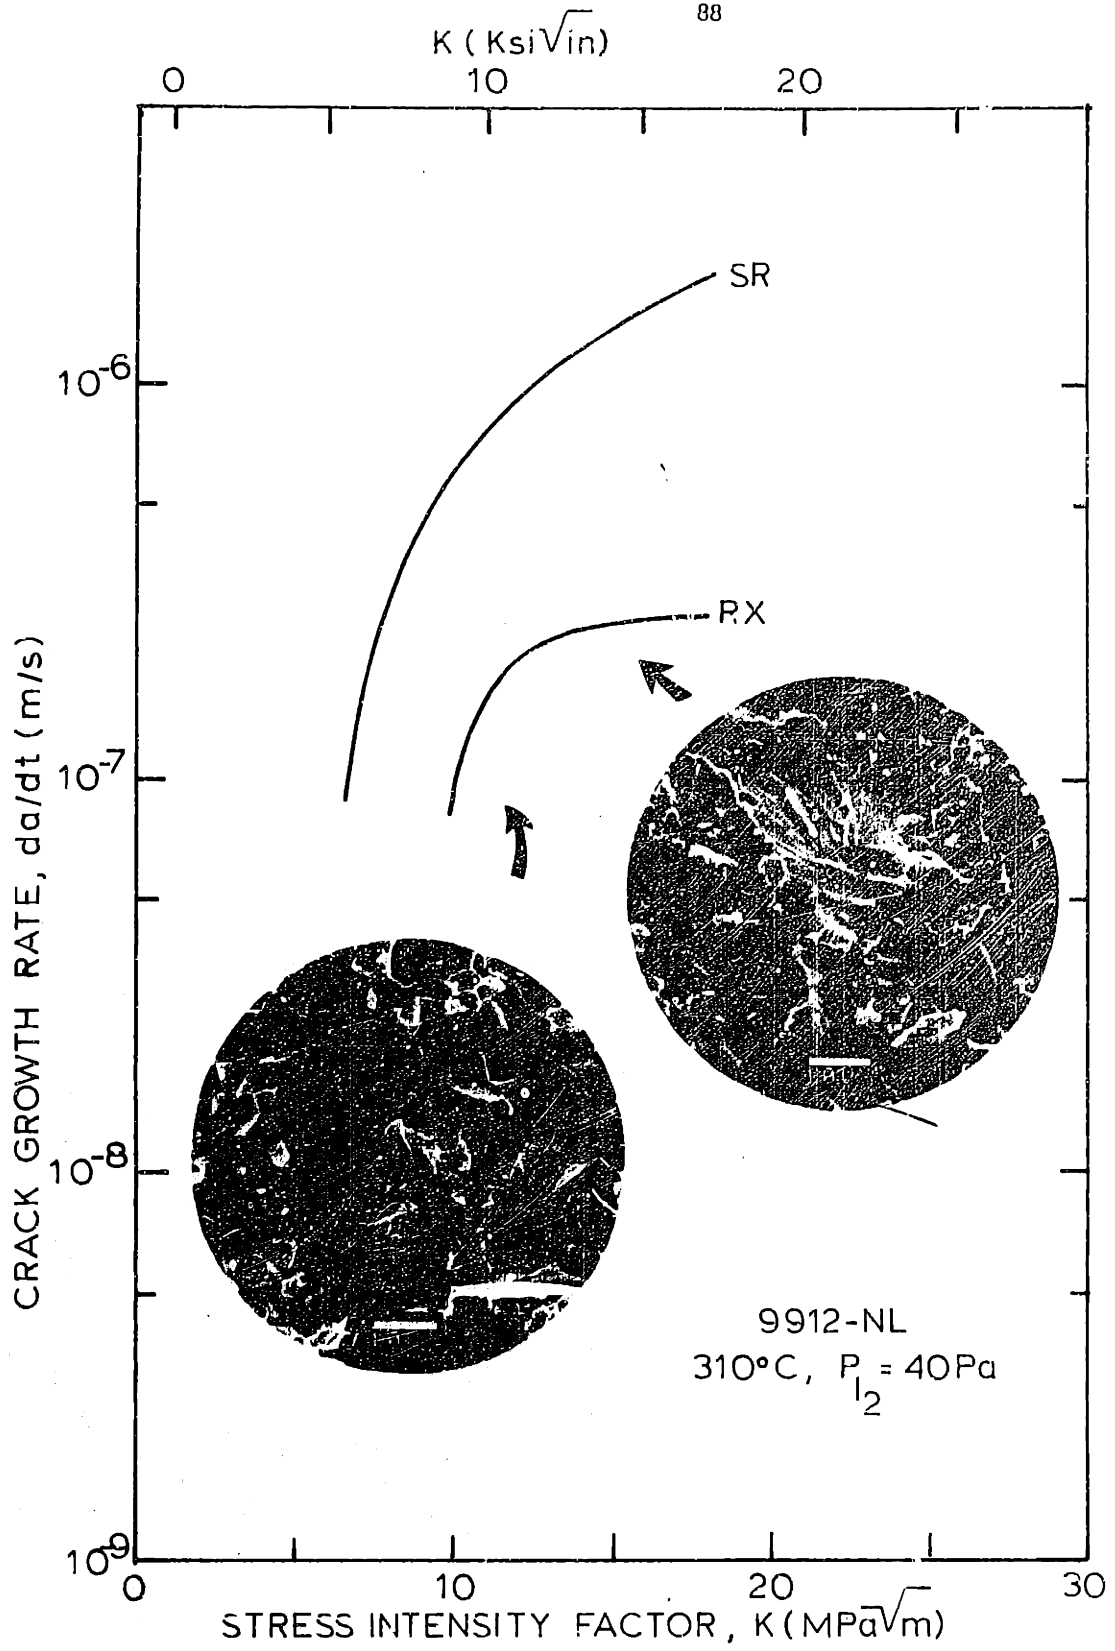 88
K (Ksi√in)
0 10 20
SR
10-6
RX
CRACK GROWTH RATE, da/dt (m/s)
10-7
10-8
9912-NL
310°C, PI2 = 40Pa
10-9
0 10 20 30
STRESS INTENSITY FACTOR, K(MPa√m)